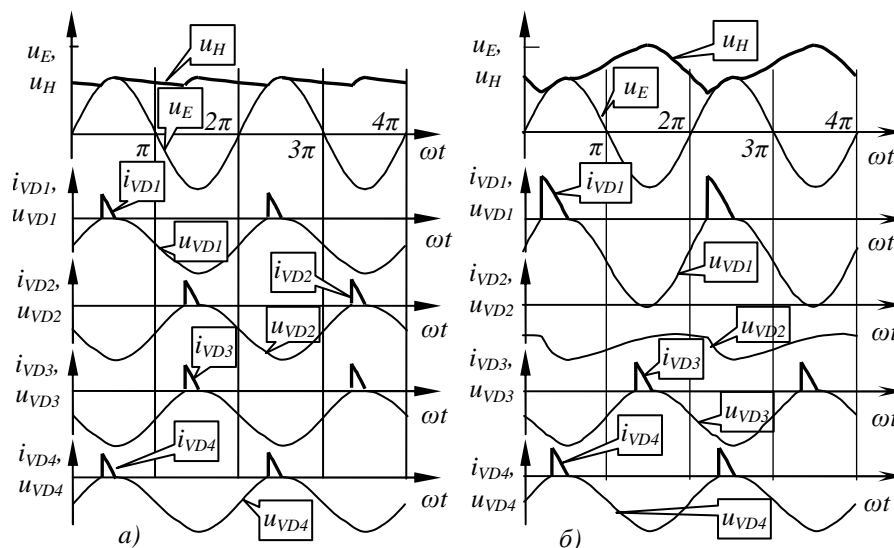 u_E,
u_H
u_H
u_E
π
2π
3π
4π
ωt
i_VD1,
u_VD1
i_VD1
u_VD1
ωt
i_VD2,
u_VD2
i_VD2
u_VD2
ωt
i_VD3,
u_VD3
i_VD3
ωt
i_VD4,
u_VD4
i_VD4
u_VD4
ωt
а)
u_E,
u_H
u_H
u_E
π
2π
3π
4π
ωt
i_VD1,
u_VD1
i_VD1
u_VD1
ωt
i_VD2,
u_VD2
u_VD2
ωt
i_VD3,
u_VD3
i_VD3
u_VD3
ωt
i_VD4,
u_VD4
i_VD4
u_VD4
ωt
б)